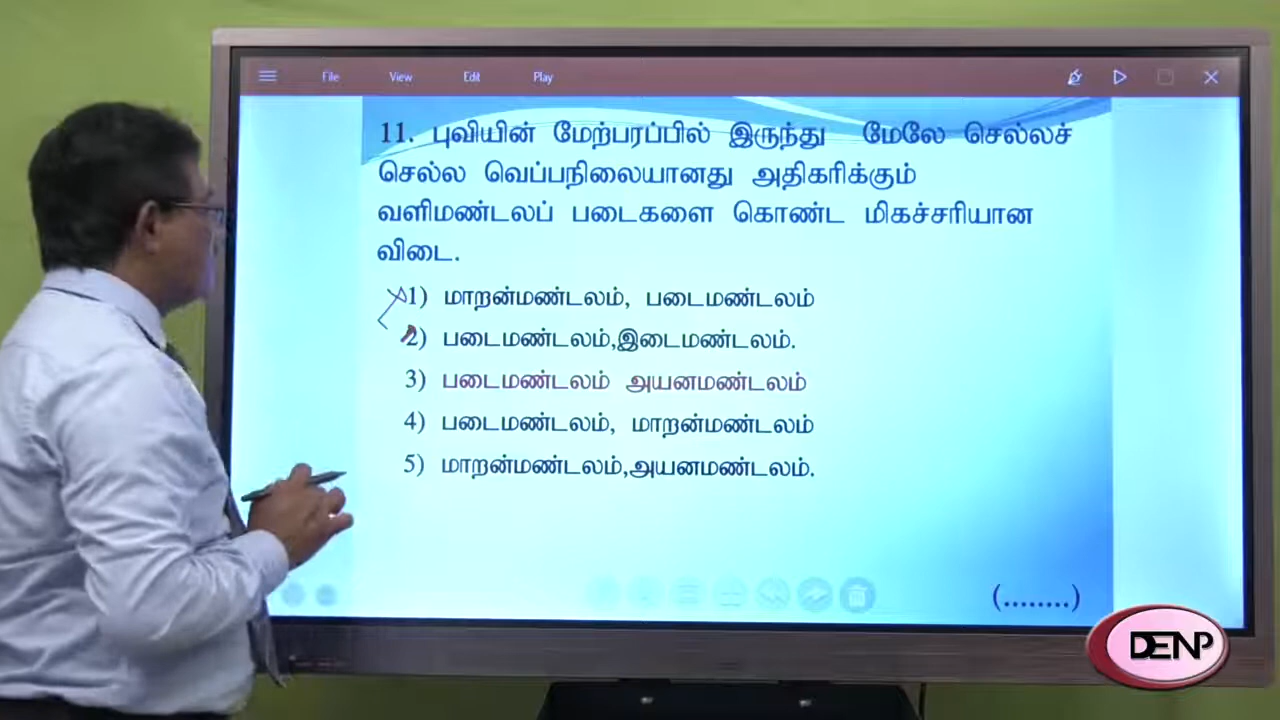 File View Edit Play
11. புவியின் மேற்பரப்பில் இருந்து மேலே செல்லச்
செல்ல வெப்பநிலையானது அதிகரிக்கும்
வளிமண்டலப் படைகளை கொண்ட மிகச்சரியான
விடை.
1) மாறன்மண்டலம், படைமண்டலம்
2) படைமண்டலம்,இடைமண்டலம்.
3) படைமண்டலம் அயனமண்டலம்
4) படைமண்டலம், மாறன்மண்டலம்
5) மாறன்மண்டலம்,அயனமண்டலம்.
(........)
DENP